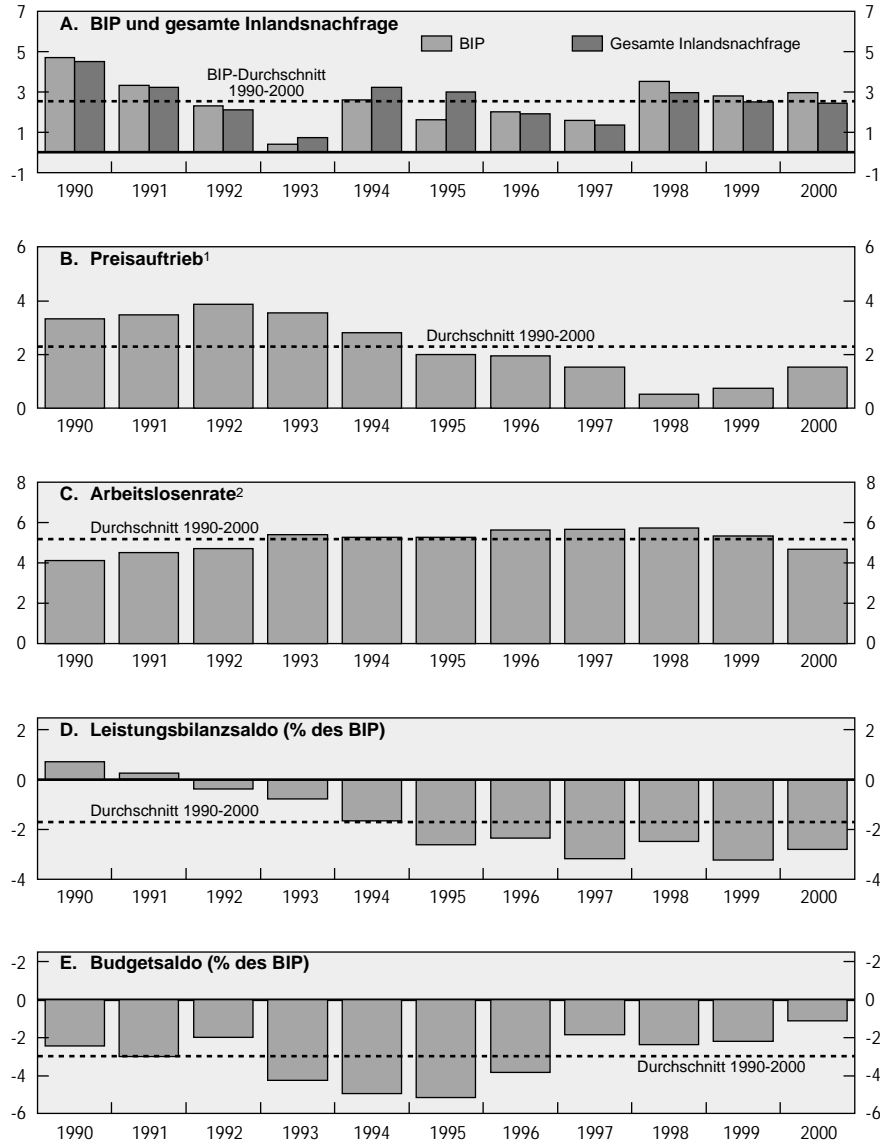 A. BIP und gesamte Inlandsnachfrage
BIP
Gesamte Inlandsnachfrage
BIP-Durchschnitt
1990-2000
7 7
5 5
3 3
1 1
-1 -1
1990 1991 1992 1993 1994 1995 1996 1997 1998 1999 2000
B. Preisauftrieb1
Durchschnitt 1990-2000
6 6
4 4
2 2
0 0
1990 1991 1992 1993 1994 1995 1996 1997 1998 1999 2000
C. Arbeitslosenrate2
Durchschnitt 1990-2000
8 8
6 6
4 4
2 2
0 0
1990 1991 1992 1993 1994 1995 1996 1997 1998 1999 2000
D. Leistungsbilanzsaldo (% des BIP)
Durchschnitt 1990-2000
2 2
0 0
-2 -2
-4 -4
1990 1991 1992 1993 1994 1995 1996 1997 1998 1999 2000
E. Budgetsaldo (% des BIP)
Durchschnitt 1990-2000
-2 -2
0 0
-2 -2
-4 -4
-6 -6
1990 1991 1992 1993 1994 1995 1996 1997 1998 1999 2000